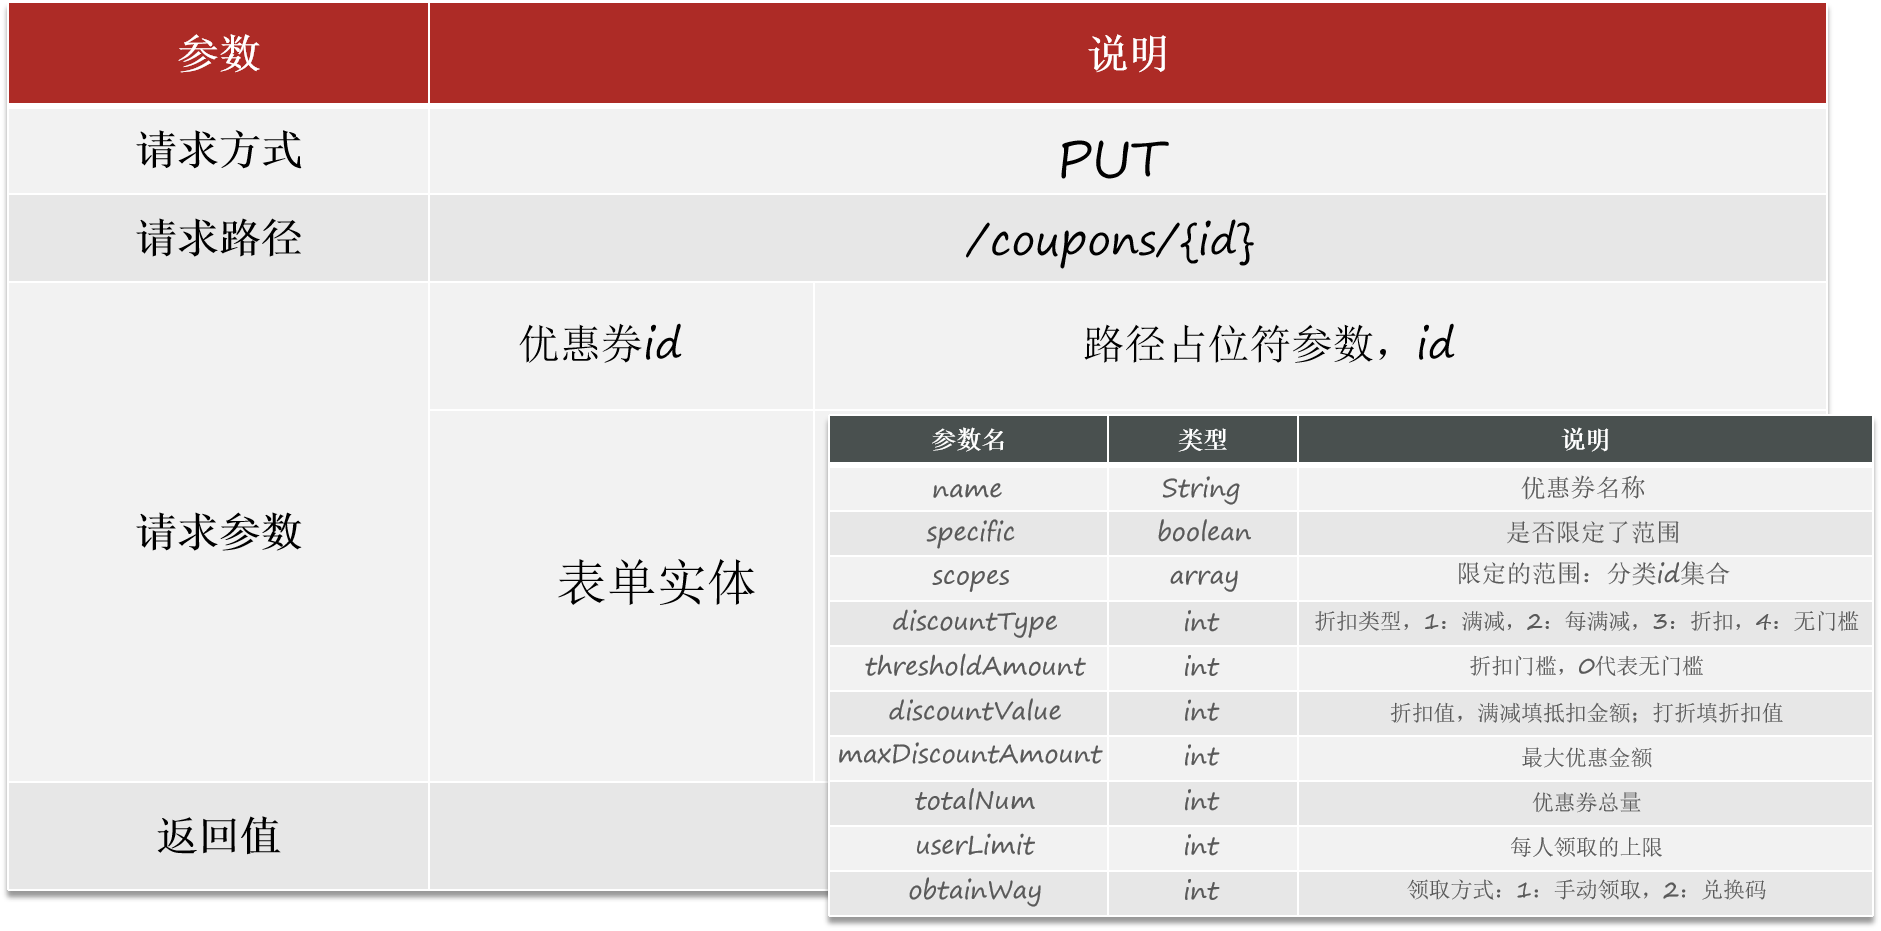 参数 说明
请求方式 PUT
请求路径 /coupons/{id}
请求参数 优惠券id 路径占位符参数，id
表单实体
参数名 类型 说明
name String 优惠券名称
specific boolean 是否限定了范围
scopes array 限定的范围：分类id集合
discountType int 折扣类型，1：满减，2：每满减，3：折扣，4：无门槛
thresholdAmount int 折扣门槛，0代表无门槛
discountValue int 折扣值，满减填抵扣金额；打折填折扣值
maxDiscountAmount int 最大优惠金额
totalNum int 优惠券总量
userLimit int 每人领取的上限
obtainWay int 领取方式：1：手动领取，2：兑换码
返回值